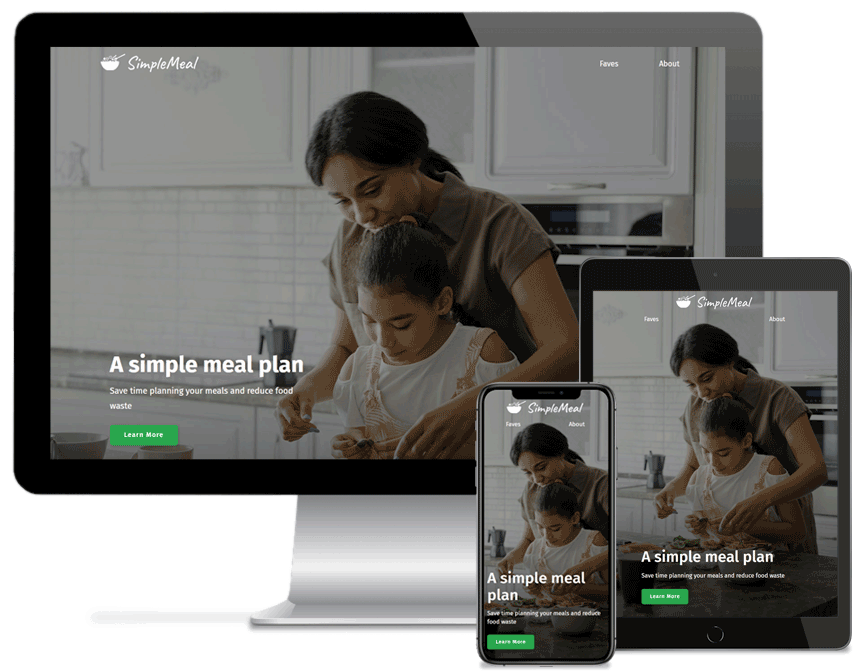 SimpleMeal
Faves About
A simple meal plan
Save time planning your meals and reduce food
waste
Learn More
SimpleMeal
Faves About
A simple meal plan
Save time planning your meals and reduce food waste
Learn More
SimpleMeal
Faves About
A simple meal
plan
Save time planning your meals and reduce
food waste
Learn More